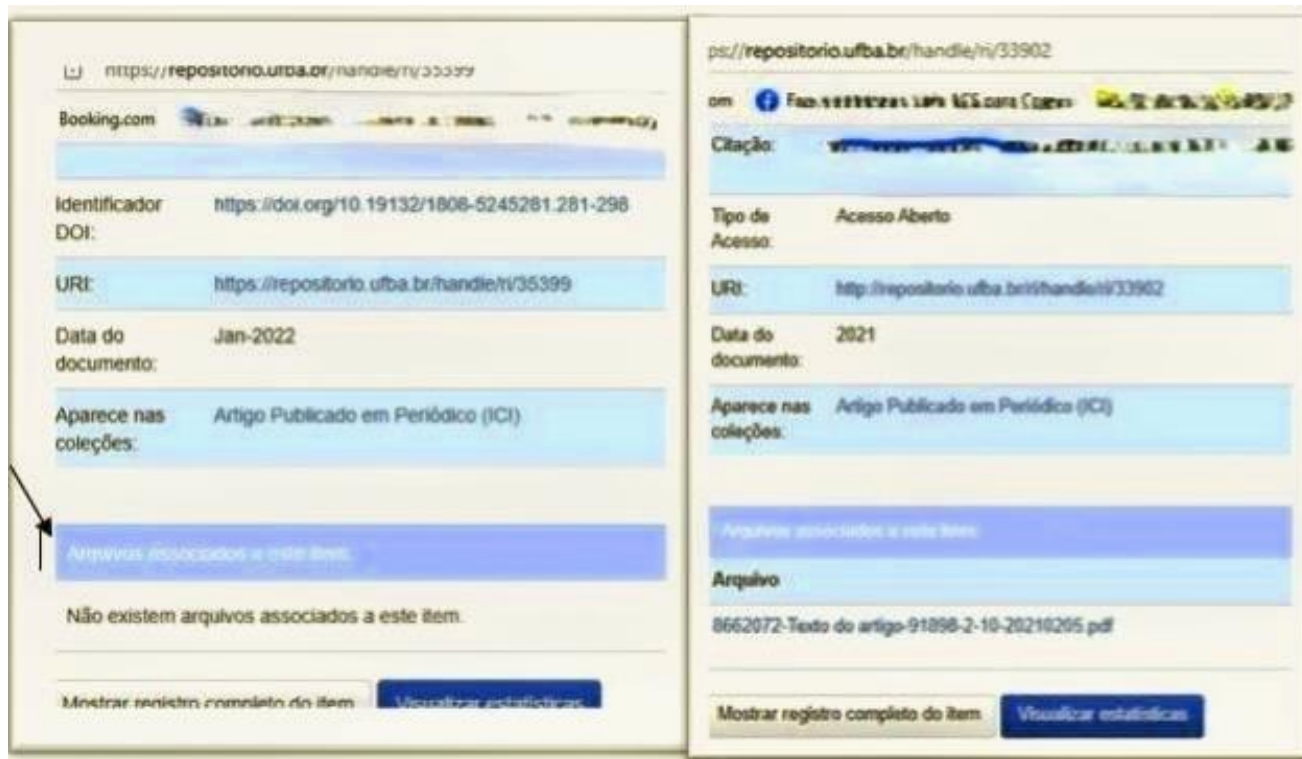 https://repositorio.ufba.br/handle/ri/35399
Booking.com
Identificador DOI:
https://doi.org/10.19132/1808-5245281.281-298
URI:
https://repositorio.ufba.br/handle/ri/35399
Data do documento:
Jan-2022
Aparece nas coleções:
Artigo Publicado em Periódico (ICI)
Arquivos associados a este item:
Não existem arquivos associados a este item.
Mostrar registro completo do item
Visualizar estatísticas
ps://repositorio.ufba.br/handle/ri/33902
om
Citação:
Tipo de Acesso:
Acesso Aberto
URI:
http://repositorio.ufba.br/ri/handle/ri/33902
Data do documento:
2021
Aparece nas coleções:
Artigo Publicado em Periódico (ICI)
Arquivos associados a este item:
Arquivo
8662072-Texto do artigo-91898-2-10-20210205.pdf
Mostrar registro completo do item
Visualizar estatísticas